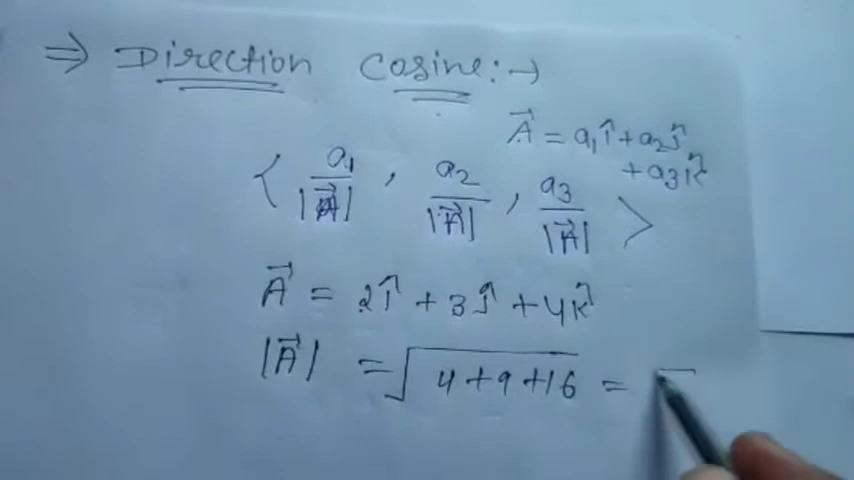 ⇒ Direction Cosine:→
A⃗ = a₁î + a₂ĵ
+ a₃k̂
< a₁/|A⃗| , a₂/|A⃗| , a₃/|A⃗| >
A⃗ = 2î + 3ĵ + 4k̂
|A⃗| = √(4+9+16) =